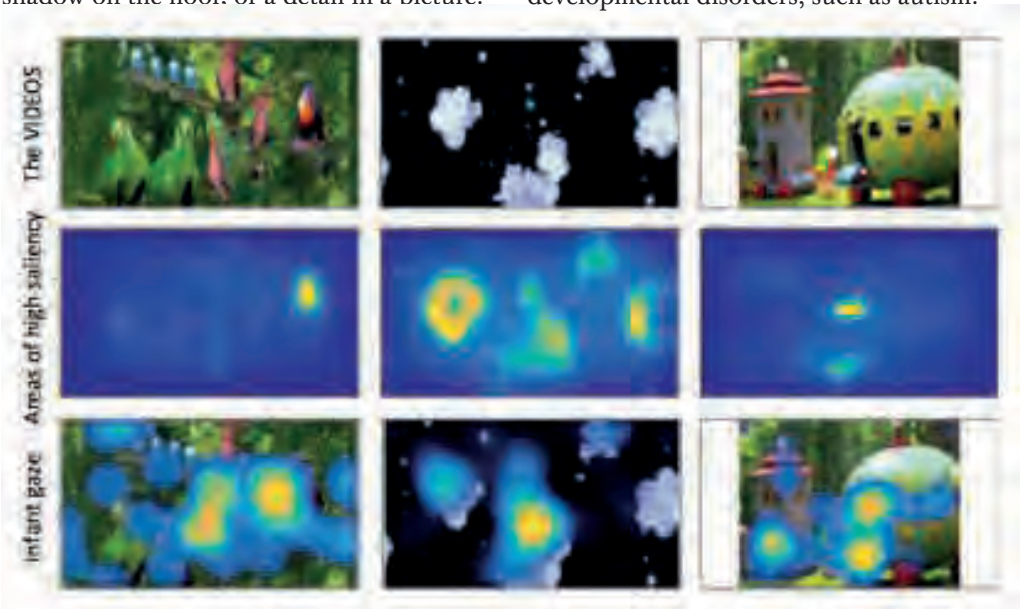 shadow on the floor, or a detail in a picture.
developmental disorders, such as autism.
The VIDEOS
Areas of high saliency
Infant gaze